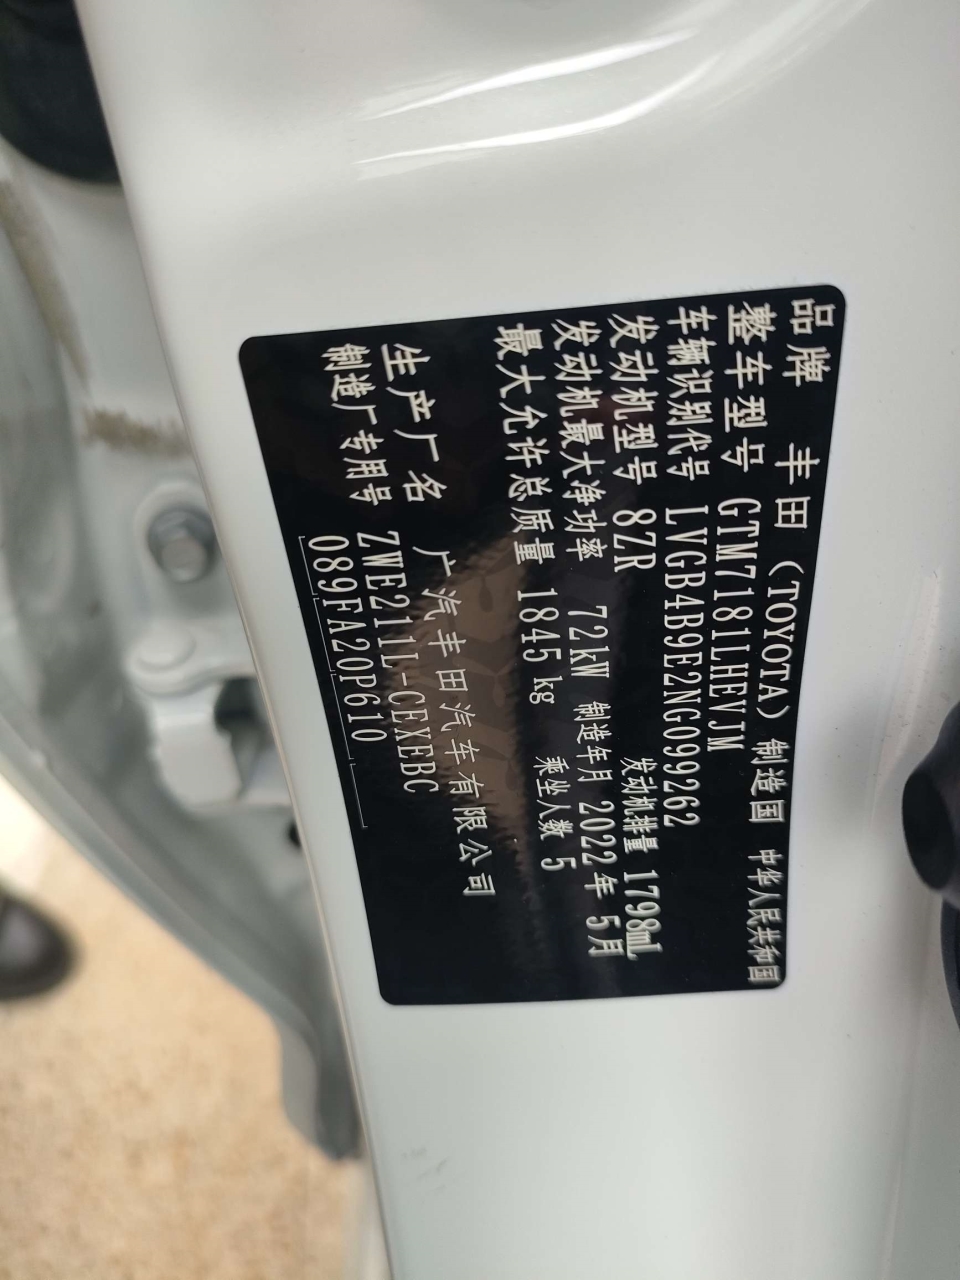 品牌 丰田（TOYOTA） 制造国 中华人民共和国
整车型号 GTM7181LHEVJM
车辆识别代号 LVGB4B9E2NG099262
发动机型号 8ZR 发动机排量 1798mL
发动机最大净功率 72kW 制造年月 2022年 5月
最大允许总质量 1845 kg 乘坐人数 5
生产厂名 广汽丰田汽车有限公司
制造厂专用号 ZWE211L-CEXEBC
089FA20P610